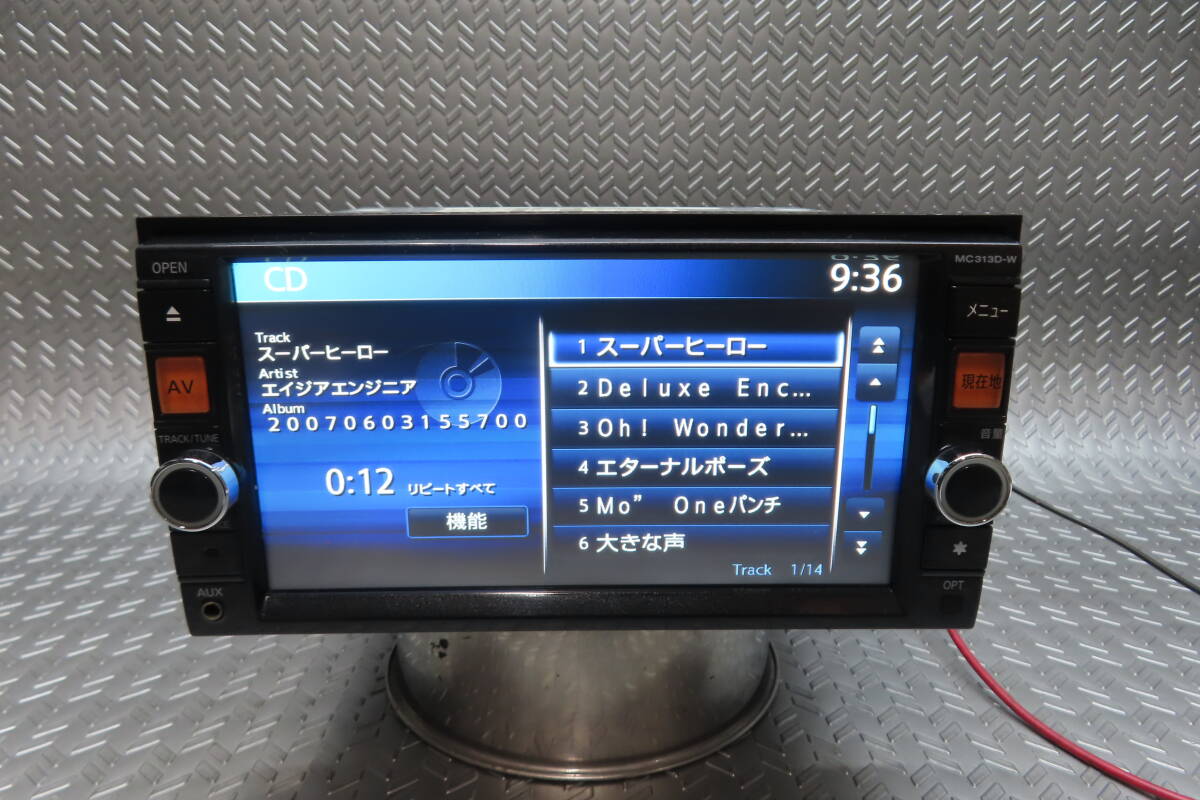 OPEN
MC313D-W
CD
9:36
メニュー
AV
現在地
TRACK/TUNE
音量
Track
スーパーヒーロー
Artist
エイジアエンジニア
Album
20070603155700
0:12 リピートすべて
機能
1 スーパーヒーロー
2 Deluxe Enc...
3 Oh! Wonder...
4 エターナルポーズ
5 Mo” Oneパンチ
6 大きな声
Track 1/14
AUX
OPT